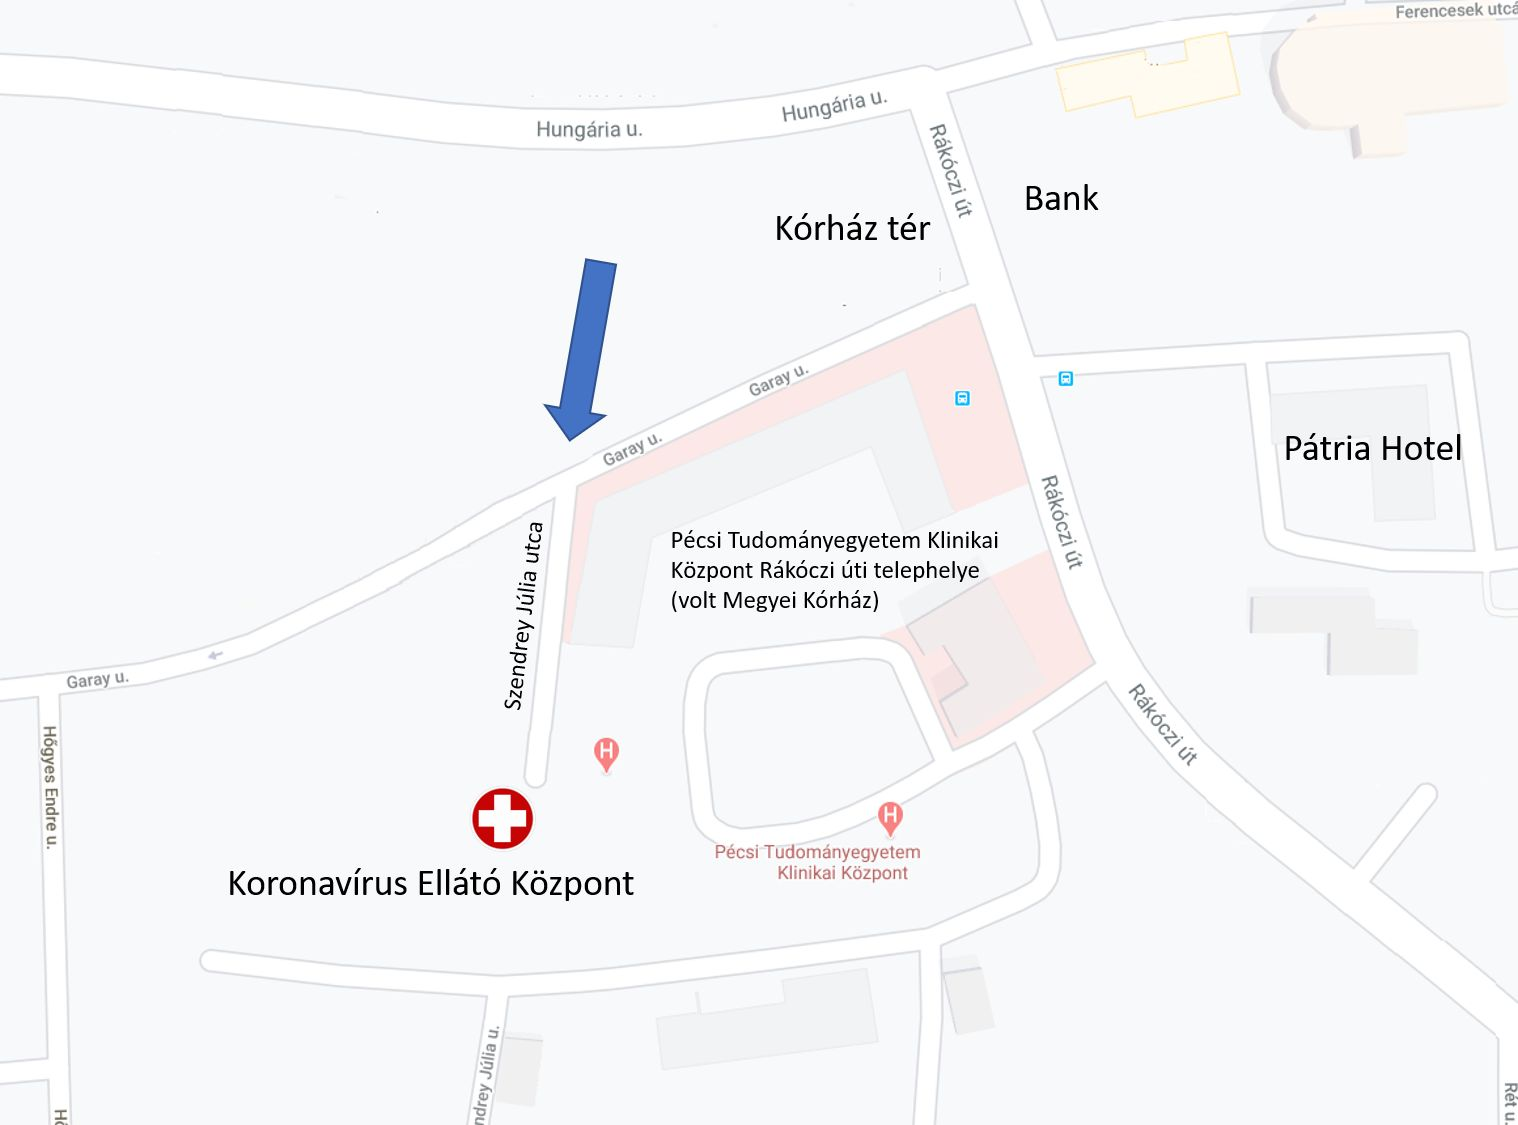 Ferencesek utcá
Hungária u.
Hungária u.
Rákóczi út
Bank
Kórház tér
Garay u.
Garay u.
Pátria Hotel
Rákóczi út
Szendrey Júlia utca
Pécsi Tudományegyetem Klinikai
Központ Rákóczi úti telephelye
(volt Megyei Kórház)
Garay u.
Rákóczi út
Hőgyes Endre u.
H
H
Pécsi Tudományegyetem
Klinikai Központ
Koronavírus Ellátó Központ
ndrey Júlia u.
Rét u.
Hő